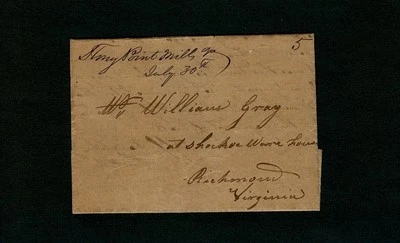 Stony Point Mills Va
5
July 30th
Mr. William Gray
at Shockoe Ware house
Richmond
Virginia